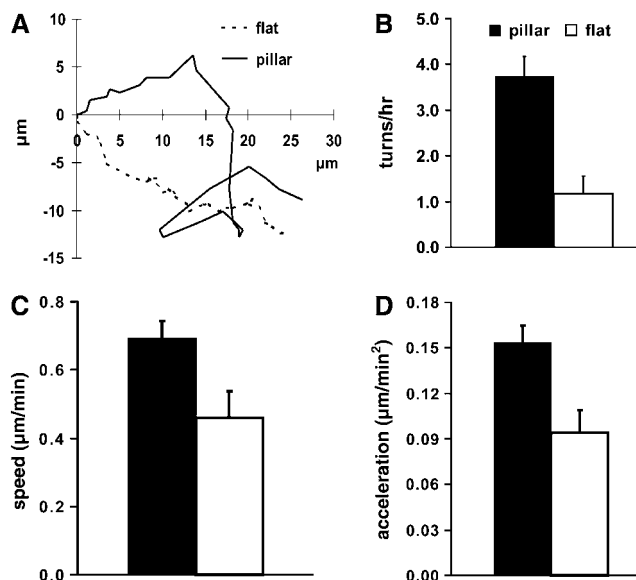 A
flat
pillar
10
5
0
-5
-10
-15
0 5 10 15 20 25 30
µm
µm
B
pillar flat
turns/hr
5.0
4.0
3.0
2.0
1.0
0.0
C
speed (µm/min)
0.8
0.6
0.4
0.2
0.0
D
acceleration (µm/min²)
0.18
0.15
0.12
0.09
0.06
0.03
0.00